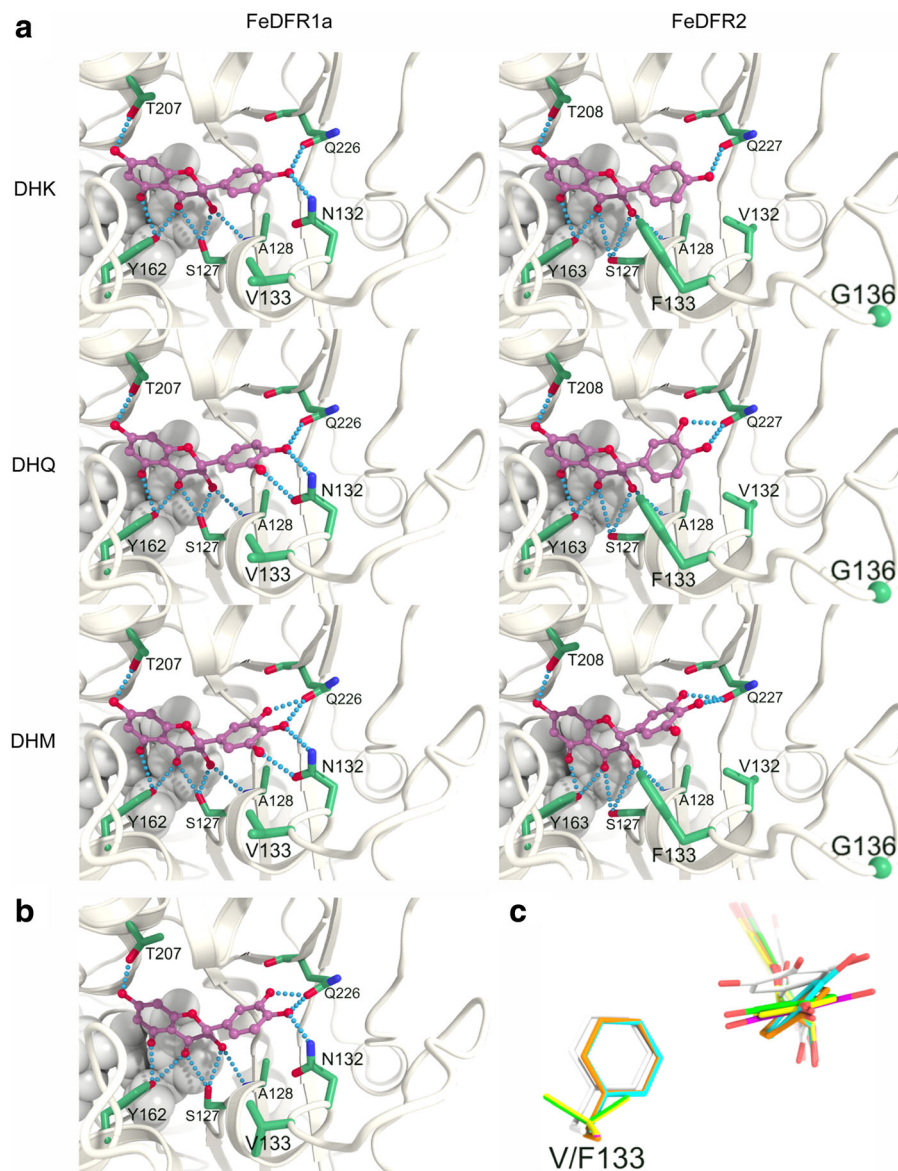 a
FeDFR1a FeDFR2
DHK
T207 T208
Q226 Q227
N132 V132
A128 A128
Y162 S127 Y163 S127
V133 F133
G136
DHQ
T207 T208
Q226 Q227
N132 V132
A128 A128
Y162 S127 Y163 S127
V133 F133
G136
DHM
T207 T208
Q226 Q227
N132 V132
A128 A128
Y162 S127 Y163 S127
V133 F133
G136
b c
T207
Q226
N132
A128
Y162 S127
V133
V/F133